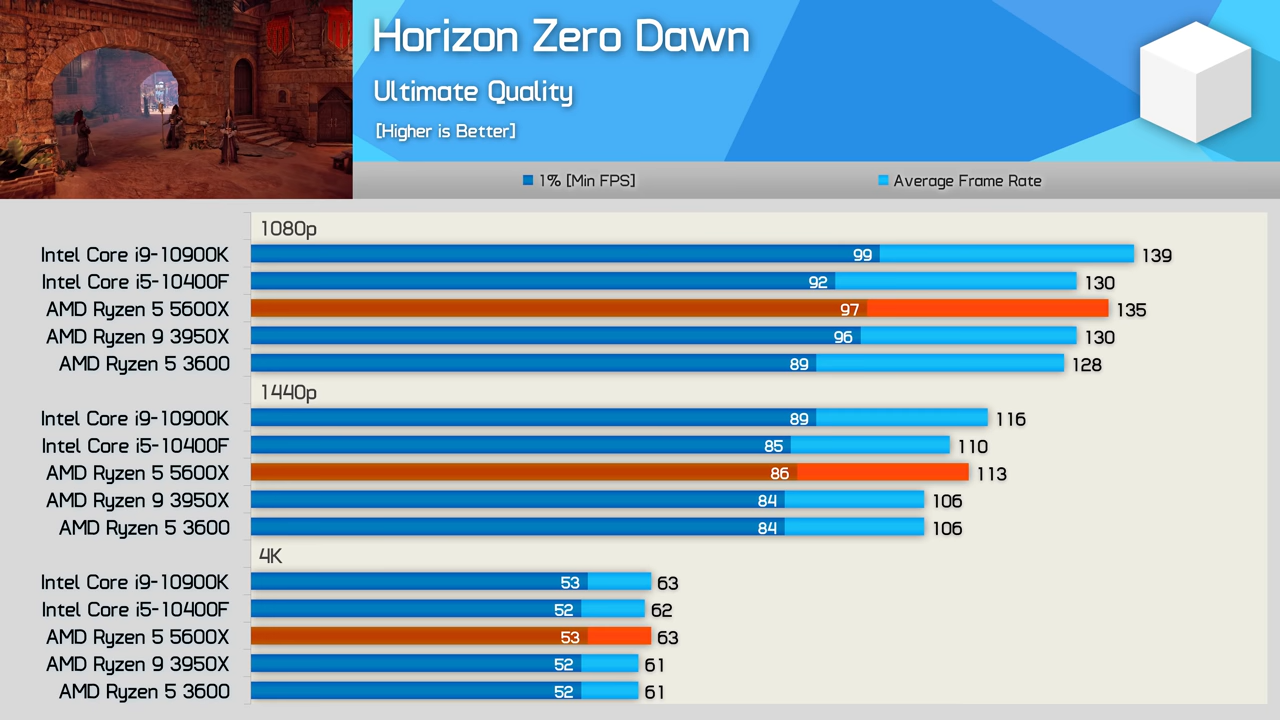 Horizon Zero Dawn
Ultimate Quality
[Higher is Better]
1% [Min FPS] Average Frame Rate
1080p
Intel Core i9-10900K 99 139
Intel Core i5-10400F 92 130
AMD Ryzen 5 5600X 97 135
AMD Ryzen 9 3950X 96 130
AMD Ryzen 5 3600 89 128
1440p
Intel Core i9-10900K 89 116
Intel Core i5-10400F 85 110
AMD Ryzen 5 5600X 86 113
AMD Ryzen 9 3950X 84 106
AMD Ryzen 5 3600 84 106
4K
Intel Core i9-10900K 53 63
Intel Core i5-10400F 52 62
AMD Ryzen 5 5600X 53 63
AMD Ryzen 9 3950X 52 61
AMD Ryzen 5 3600 52 61